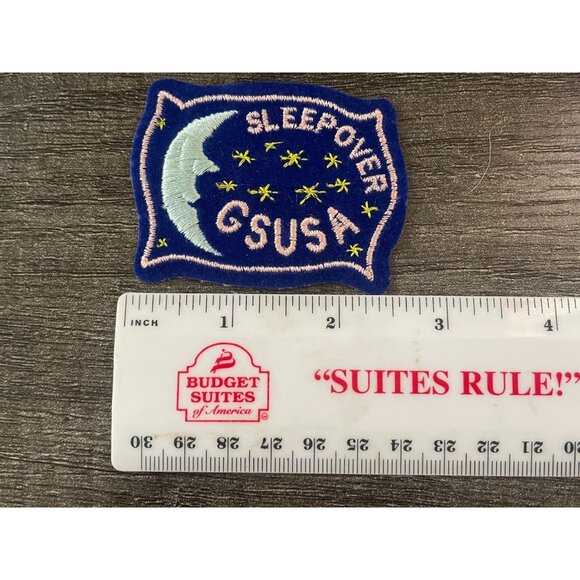 SLEEPOVER
GSUSA
INCH 1 2 3 4
BUDGET
SUITES
of America ®
"SUITES RULE!"
30 29 28 27 26 25 24 23 22 21 20